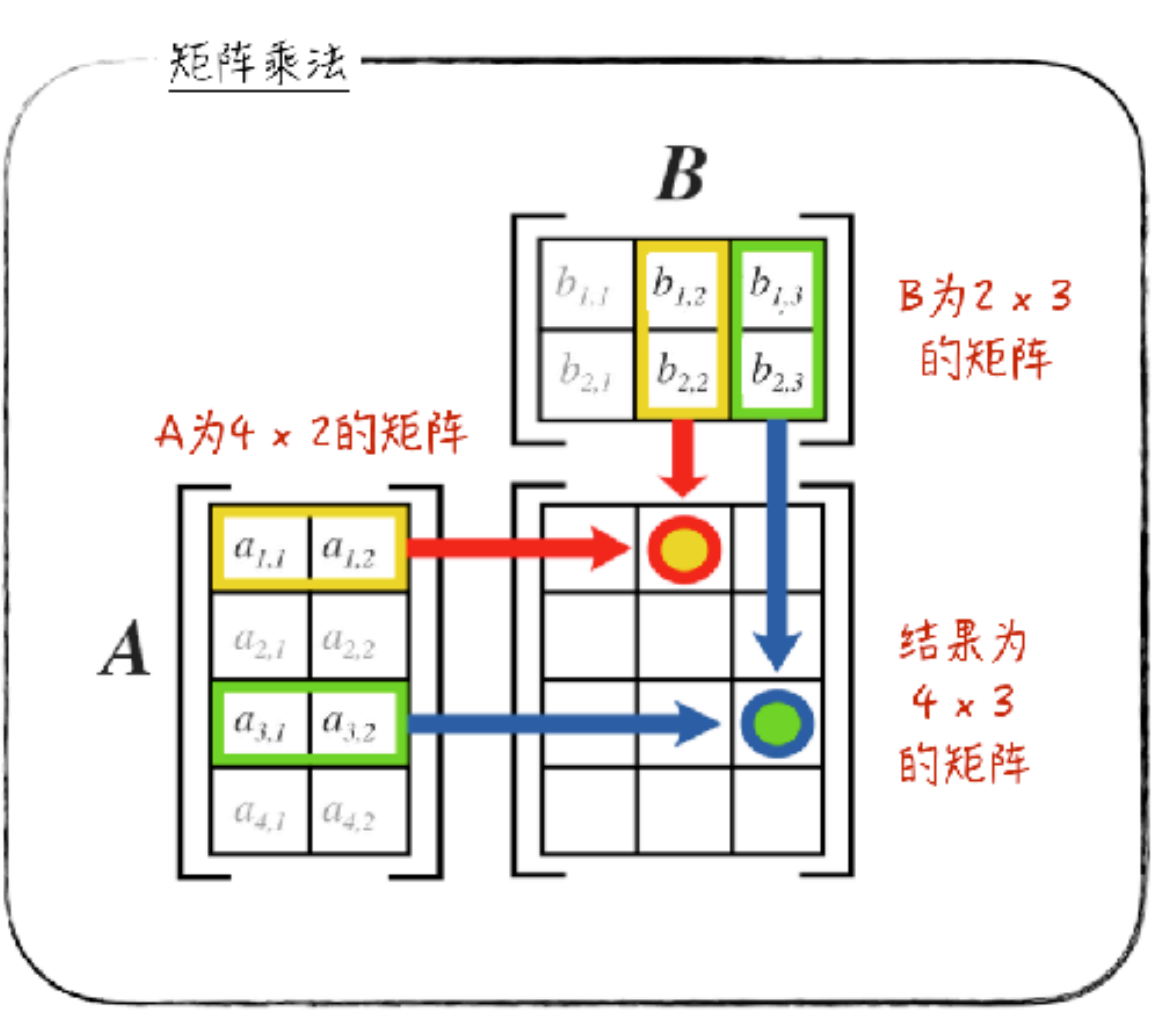 矩阵乘法
B
b1,1 b1,2 b1,3
b2,1 b2,2 b2,3
B为2 x 3
的矩阵
A为4 x 2的矩阵
A
a1,1 a1,2
a2,1 a2,2
a3,1 a3,2
a4,1 a4,2
结果为
4 x 3
的矩阵